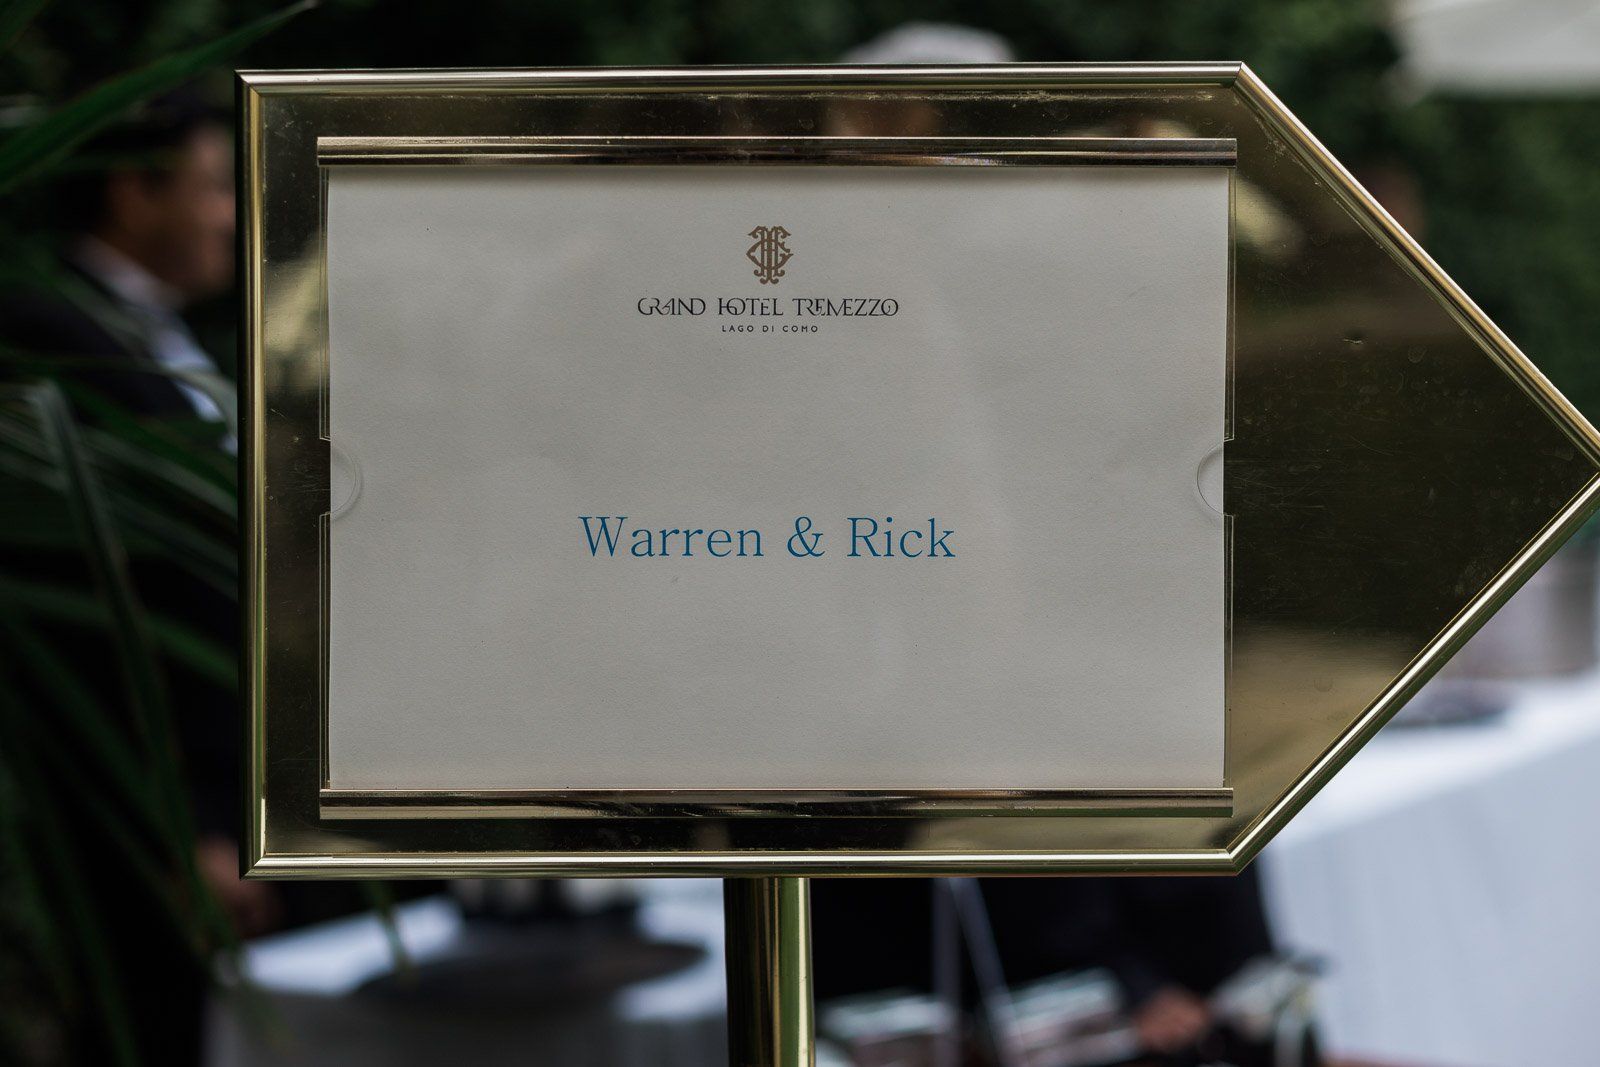 GRAND HOTEL TREMEZZO
LAGO DI COMO
Warren & Rick